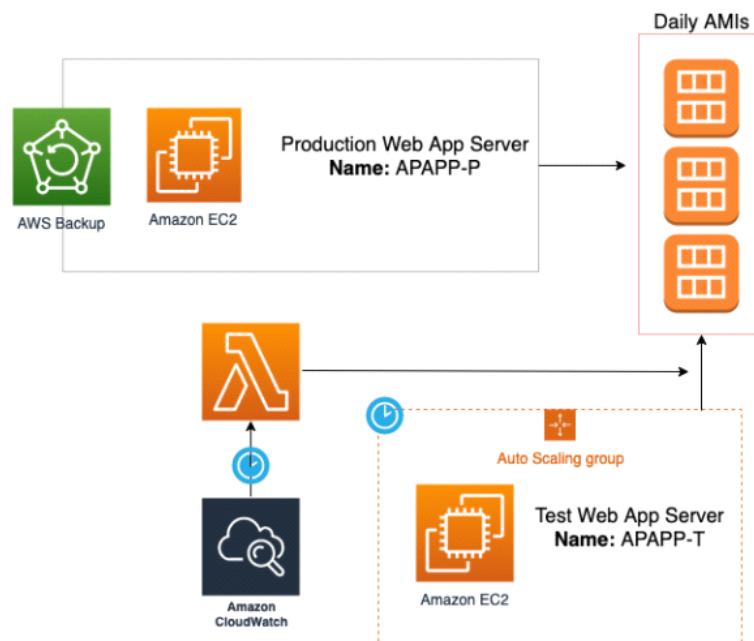 Daily AMIs
Production Web App Server
Name: APAPP-P
AWS Backup
Amazon EC2
Auto Scaling group
Test Web App Server
Name: APAPP-T
Amazon EC2
Amazon
CloudWatch